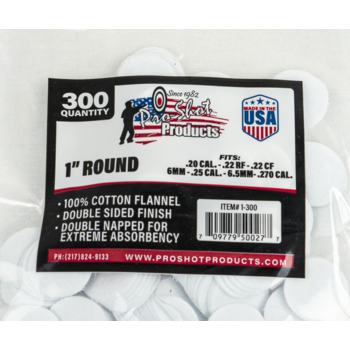 300
QUANTITY
Since 1982
Pro-Shot
Products
MADE IN THE
USA
1" ROUND
FITS:
.20 CAL. - .22 RF - .22 CF
6MM - .25 CAL. - 6.5MM - .270 CAL.
• 100% COTTON FLANNEL
• DOUBLE SIDED FINISH
• DOUBLE NAPPED FOR
EXTREME ABSORBENCY
ITEM# 1-300
7 09779 50027 7
PH:(217)824-9133
WWW.PROSHOTPRODUCTS.COM